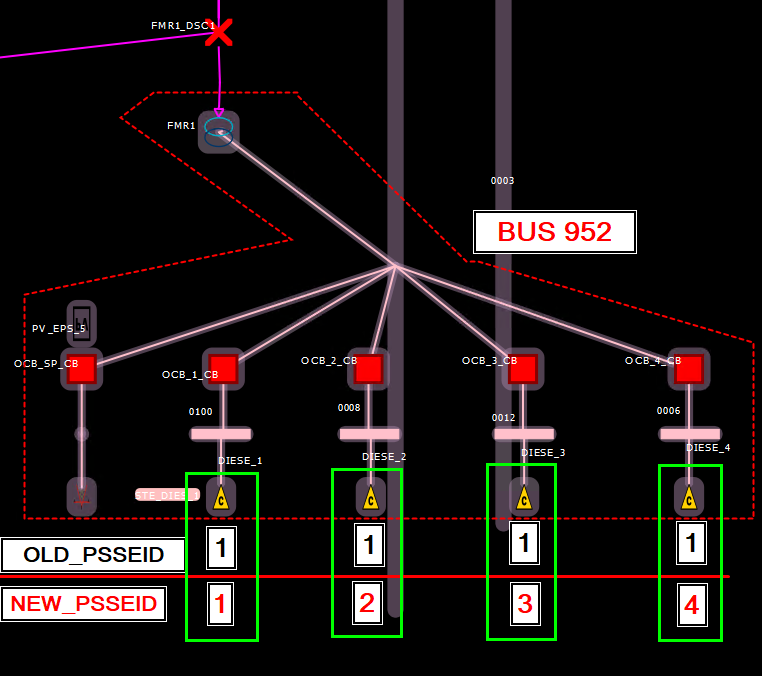 FMR1_DSC1
FMR1
0003
BUS 952
PV_EPS_5
OCB_SP_CB
OCB_1_CB
OCB_2_CB
OCB_3_CB
OCB_4_CB
0100
0008
0012
0006
DIESE_1
DIESE_2
DIESE_3
DIESE_4
STE_DIES
C
C
C
C
OLD_PSSEID
1
1
1
1
NEW_PSSEID
1
2
3
4